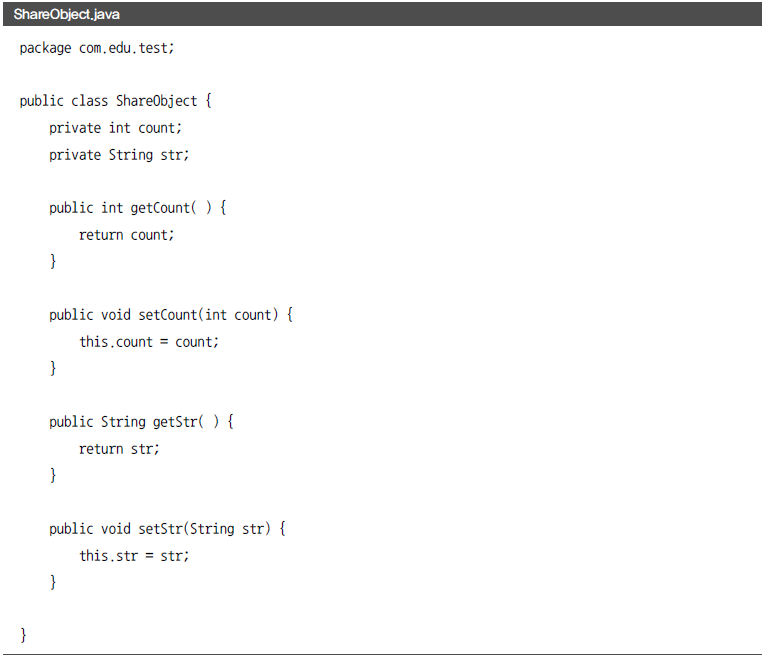 ShareObject.java
package com.edu.test;
public class ShareObject {
    private int count;
    private String str;
    public int getCount( ) {
        return count;
    }
    public void setCount(int count) {
        this.count = count;
    }
    public String getStr( ) {
        return str;
    }
    public void setStr(String str) {
        this.str = str;
    }
}